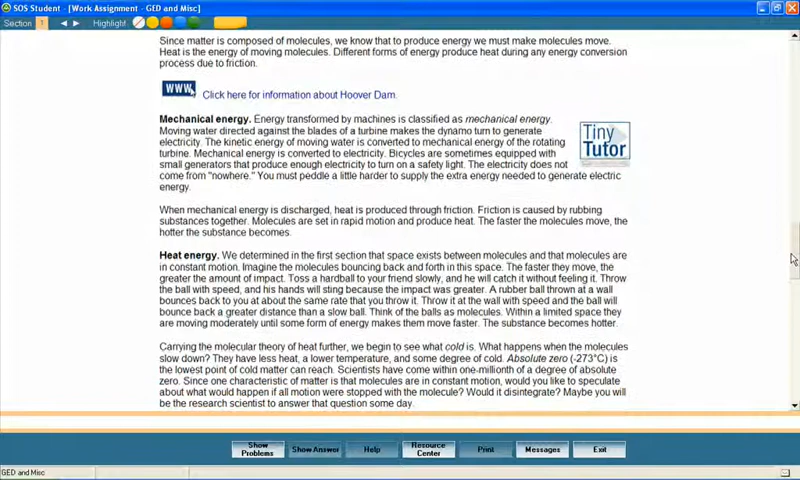 SOS Student - [Work Assignment - GED and Misc]
Section 1 Highlight
Since matter is composed of molecules, we know that to produce energy we must make molecules move.
Heat is the energy of moving molecules. Different forms of energy produce heat during any energy conversion
process due to friction.
WWW Click here for information about Hoover Dam.
Mechanical energy. Energy transformed by machines is classified as mechanical energy.
Moving water directed against the blades of a turbine makes the dynamo turn to generate
electricity. The kinetic energy of moving water is converted to mechanical energy of the rotating
turbine. Mechanical energy is converted to electricity. Bicycles are sometimes equipped with
small generators that produce enough electricity to turn on a safety light. The electricity does not
come from "nowhere." You must peddle a little harder to supply the extra energy needed to generate electric
energy.
Tiny
Tutor
When mechanical energy is discharged, heat is produced through friction. Friction is caused by rubbing
substances together. Molecules are set in rapid motion and produce heat. The faster the molecules move, the
hotter the substance becomes.
Heat energy. We determined in the first section that space exists between molecules and that molecules are
in constant motion. Imagine the molecules bouncing back and forth in this space. The faster they move, the
greater the amount of impact. Toss a hardball to your friend slowly, and he will catch it without feeling it. Throw
the ball with speed, and his hands will sting because the impact was greater. A rubber ball thrown at a wall
bounces back to you at about the same rate that you throw it. Throw it at the wall with speed and the ball will
bounce back a greater distance than a slow ball. Think of the balls as molecules. Within a limited space they
are moving moderately until some form of energy makes them move faster. The substance becomes hotter.
Carrying the molecular theory of heat further, we begin to see what cold is. What happens when the molecules
slow down? They have less heat, a lower temperature, and some degree of cold. Absolute zero (-273°C) is
the lowest point of cold matter can reach. Scientists have come within one-millionth of a degree of absolute
zero. Since one characteristic of matter is that molecules are in constant motion, would you like to speculate
about what would happen if all motion were stopped with the molecule? Would it disintegrate? Maybe you will
be the research scientist to answer that question some day.
Show Problems Show Answer Help Resource Center Print Messages Exit
GED and Misc